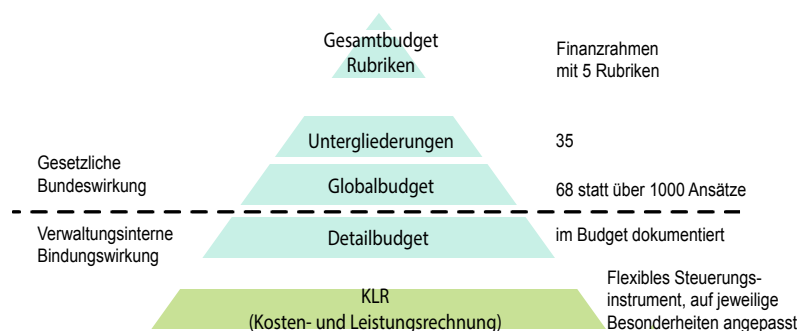 Gesamtbudget
Rubriken
Finanzrahmen
mit 5 Rubriken
Untergliederungen
35
Gesetzliche
Bundeswirkung
Globalbudget
68 statt über 1000 Ansätze
Verwaltungsinterne
Bindungswirkung
Detailbudget
im Budget dokumentiert
KLR
(Kosten- und Leistungsrechnung)
Flexibles Steuerungs-
instrument, auf jeweilige
Besonderheiten angepasst